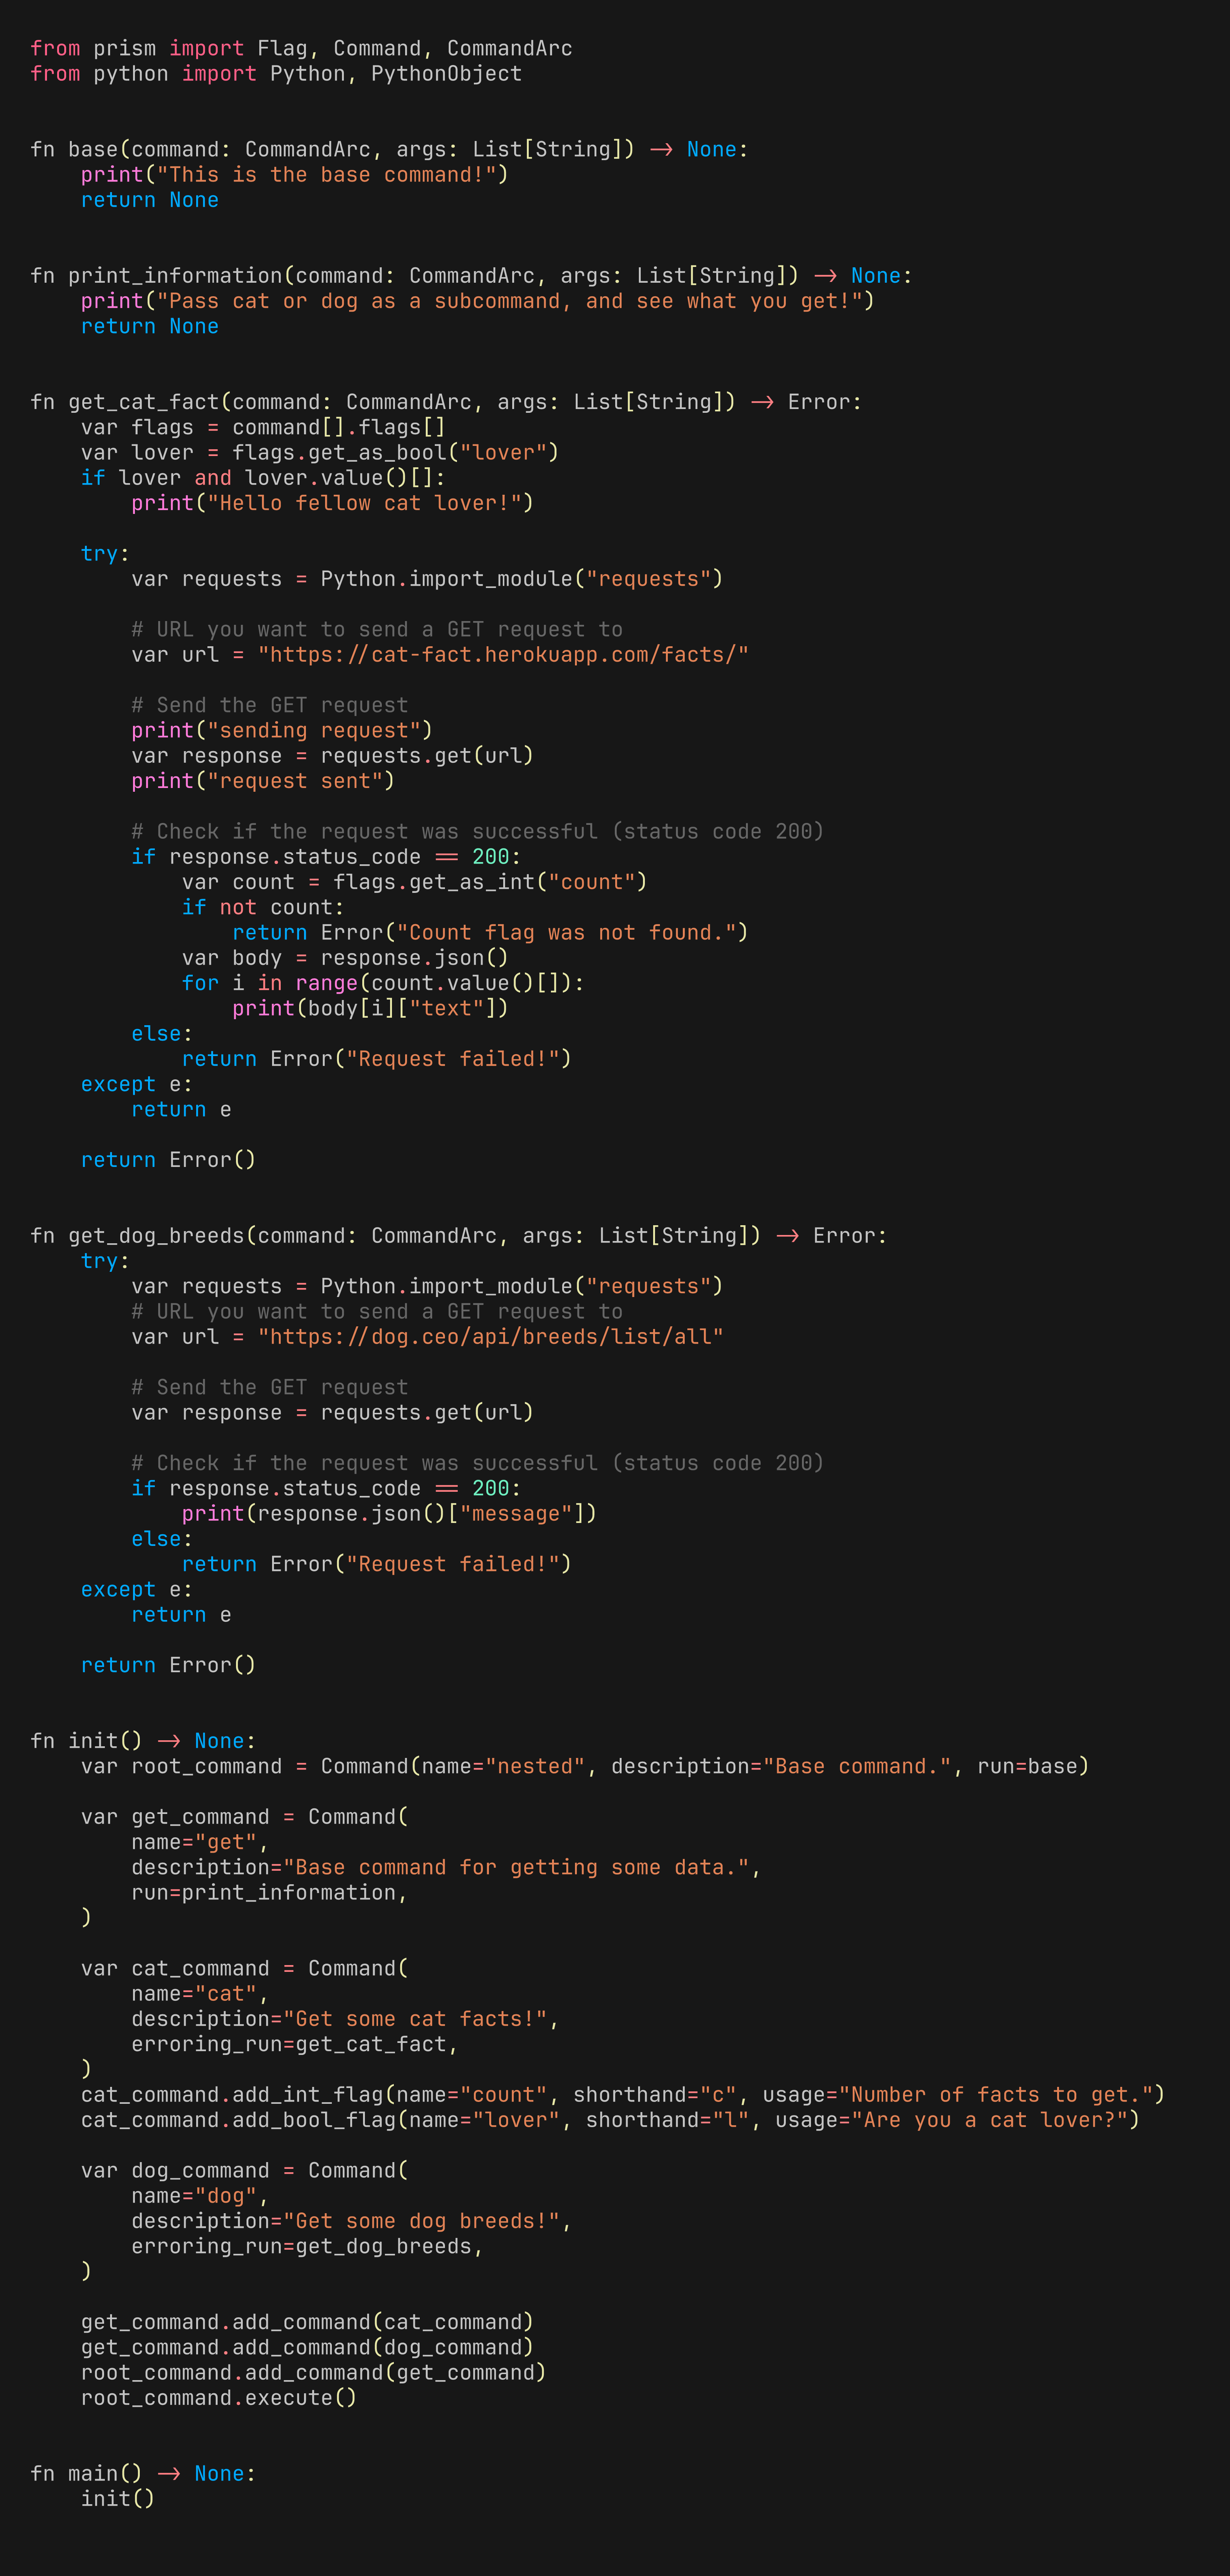 from prism import Flag, Command, CommandArc
from python import Python, PythonObject


fn base(command: CommandArc, args: List[String]) -> None:
    print("This is the base command!")
    return None


fn print_information(command: CommandArc, args: List[String]) -> None:
    print("Pass cat or dog as a subcommand, and see what you get!")
    return None


fn get_cat_fact(command: CommandArc, args: List[String]) -> Error:
    var flags = command[].flags[]
    var lover = flags.get_as_bool("lover")
    if lover and lover.value()[]:
        print("Hello fellow cat lover!")

    try:
        var requests = Python.import_module("requests")

        # URL you want to send a GET request to
        var url = "https://cat-fact.herokuapp.com/facts/"

        # Send the GET request
        print("sending request")
        var response = requests.get(url)
        print("request sent")

        # Check if the request was successful (status code 200)
        if response.status_code == 200:
            var count = flags.get_as_int("count")
            if not count:
                return Error("Count flag was not found.")
            var body = response.json()
            for i in range(count.value()[]):
                print(body[i]["text"])
        else:
            return Error("Request failed!")
    except e:
        return e

    return Error()


fn get_dog_breeds(command: CommandArc, args: List[String]) -> Error:
    try:
        var requests = Python.import_module("requests")
        # URL you want to send a GET request to
        var url = "https://dog.ceo/api/breeds/list/all"

        # Send the GET request
        var response = requests.get(url)

        # Check if the request was successful (status code 200)
        if response.status_code == 200:
            print(response.json()["message"])
        else:
            return Error("Request failed!")
    except e:
        return e

    return Error()


fn init() -> None:
    var root_command = Command(name="nested", description="Base command.", run=base)

    var get_command = Command(
        name="get",
        description="Base command for getting some data.",
        run=print_information,
    )

    var cat_command = Command(
        name="cat",
        description="Get some cat facts!",
        erroring_run=get_cat_fact,
    )
    cat_command.add_int_flag(name="count", shorthand="c", usage="Number of facts to get.")
    cat_command.add_bool_flag(name="lover", shorthand="l", usage="Are you a cat lover?")

    var dog_command = Command(
        name="dog",
        description="Get some dog breeds!",
        erroring_run=get_dog_breeds,
    )

    get_command.add_command(cat_command)
    get_command.add_command(dog_command)
    root_command.add_command(get_command)
    root_command.execute()


fn main() -> None:
    init()